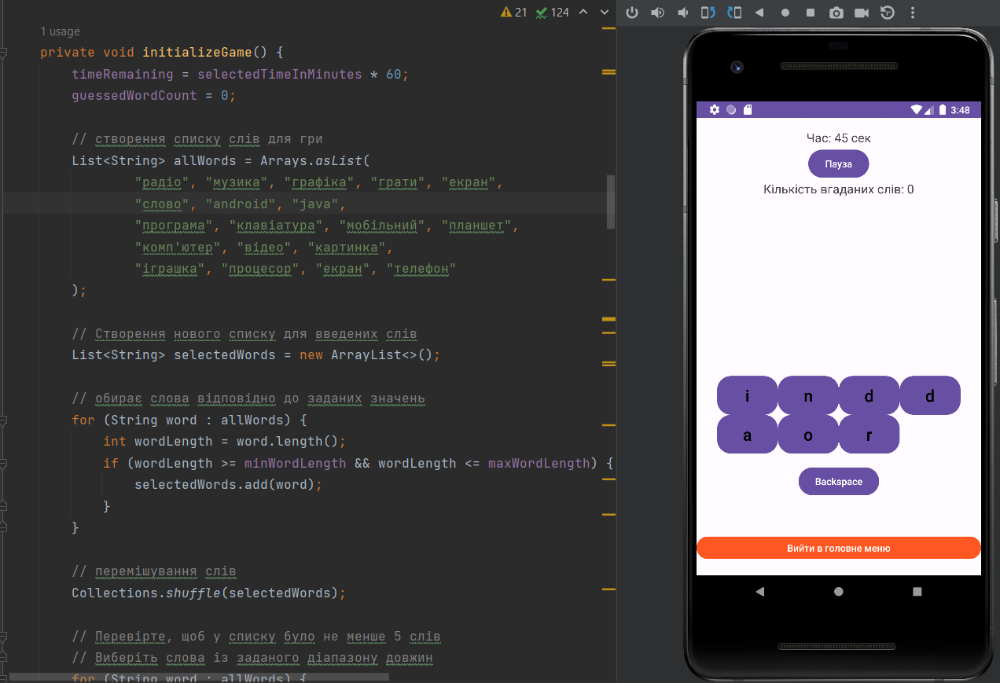 21 124
1 usage
private void initializeGame() {
timeRemaining = selectedTimeInMinutes * 60;
guessedWordCount = 0;
// створення списку слів для гри
List<String> allWords = Arrays.asList(
"радіо", "музика", "графіка", "грати", "екран",
"слово", "android", "java",
"програма", "клавіатура", "мобільний", "планшет",
"комп'ютер", "відео", "картинка",
"іграшка", "процесор", "екран", "телефон"
);
// Створення нового списку для введених слів
List<String> selectedWords = new ArrayList<>();
// обирає слова відповідно до заданих значень
for (String word : allWords) {
int wordLength = word.length();
if (wordLength >= minWordLength && wordLength <= maxWordLength) {
selectedWords.add(word);
}
}
// перемішування слів
Collections.shuffle(selectedWords);
// Перевірте, щоб у списку було не менше 5 слів
// Виберіть слова із заданого діапазону довжин
for (String word : allWords) {
3:48
Час: 45 сек
Пауза
Кількість вгаданих слів: 0
i n d d
a o r
Backspace
Вийти в головне меню